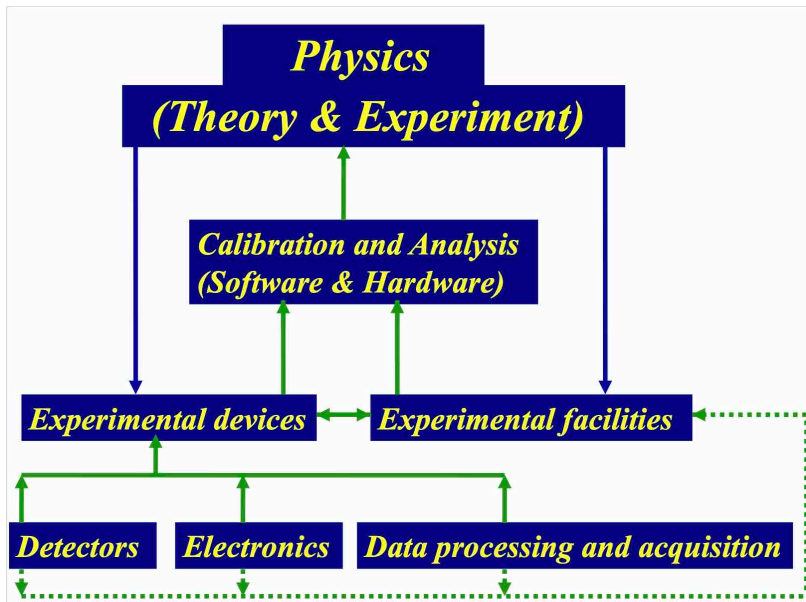 Physics
(Theory & Experiment)
Calibration and Analysis
(Software & Hardware)
Experimental devices
Experimental facilities
Detectors
Electronics
Data processing and acquisition